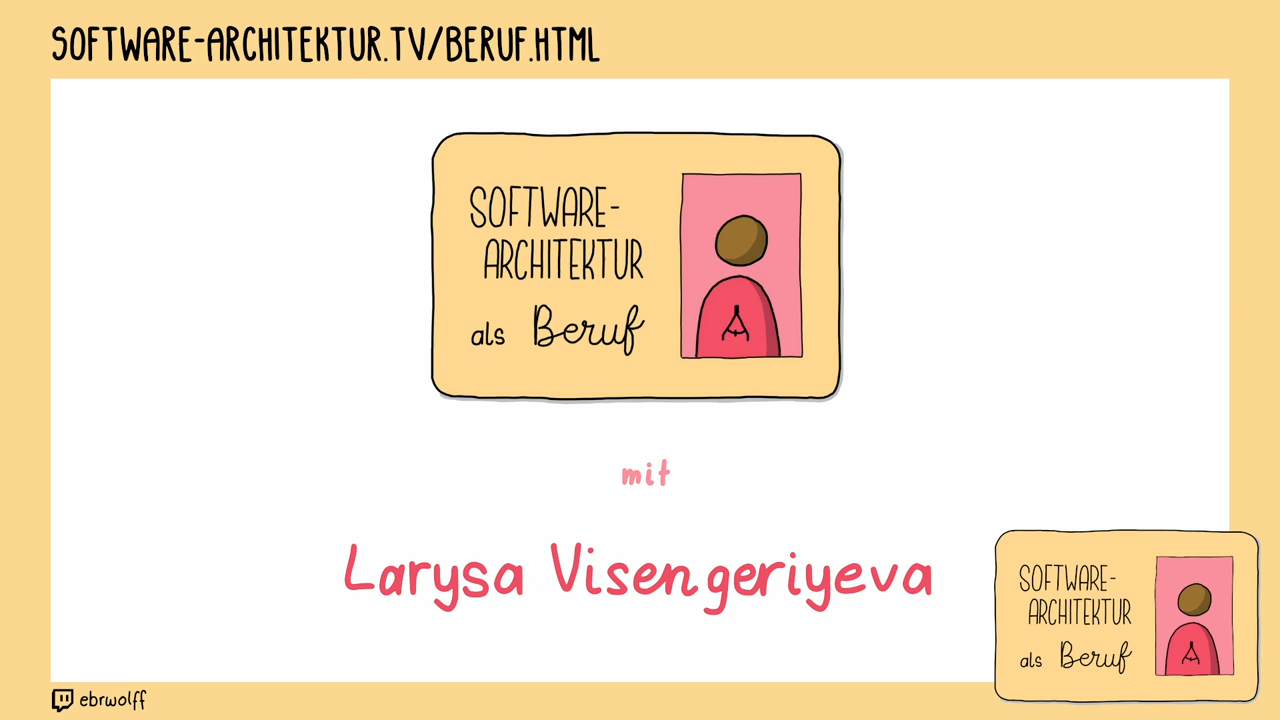 SOFTWARE-ARCHITEKTUR.TV/BERUF.HTML
SOFTWARE-
ARCHITEKTUR
als Beruf
mit
Larysa Visengeriyeva
SOFTWARE-
ARCHITEKTUR
als Beruf
ebrwolff